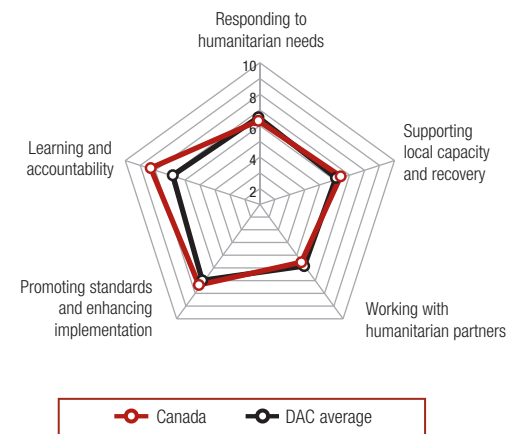 Responding to
humanitarian needs
10
8
6
4
2
Supporting
local capacity
and recovery
Working with
humanitarian partners
Promoting standards
and enhancing
implementation
Learning and
accountability
Canada
DAC average